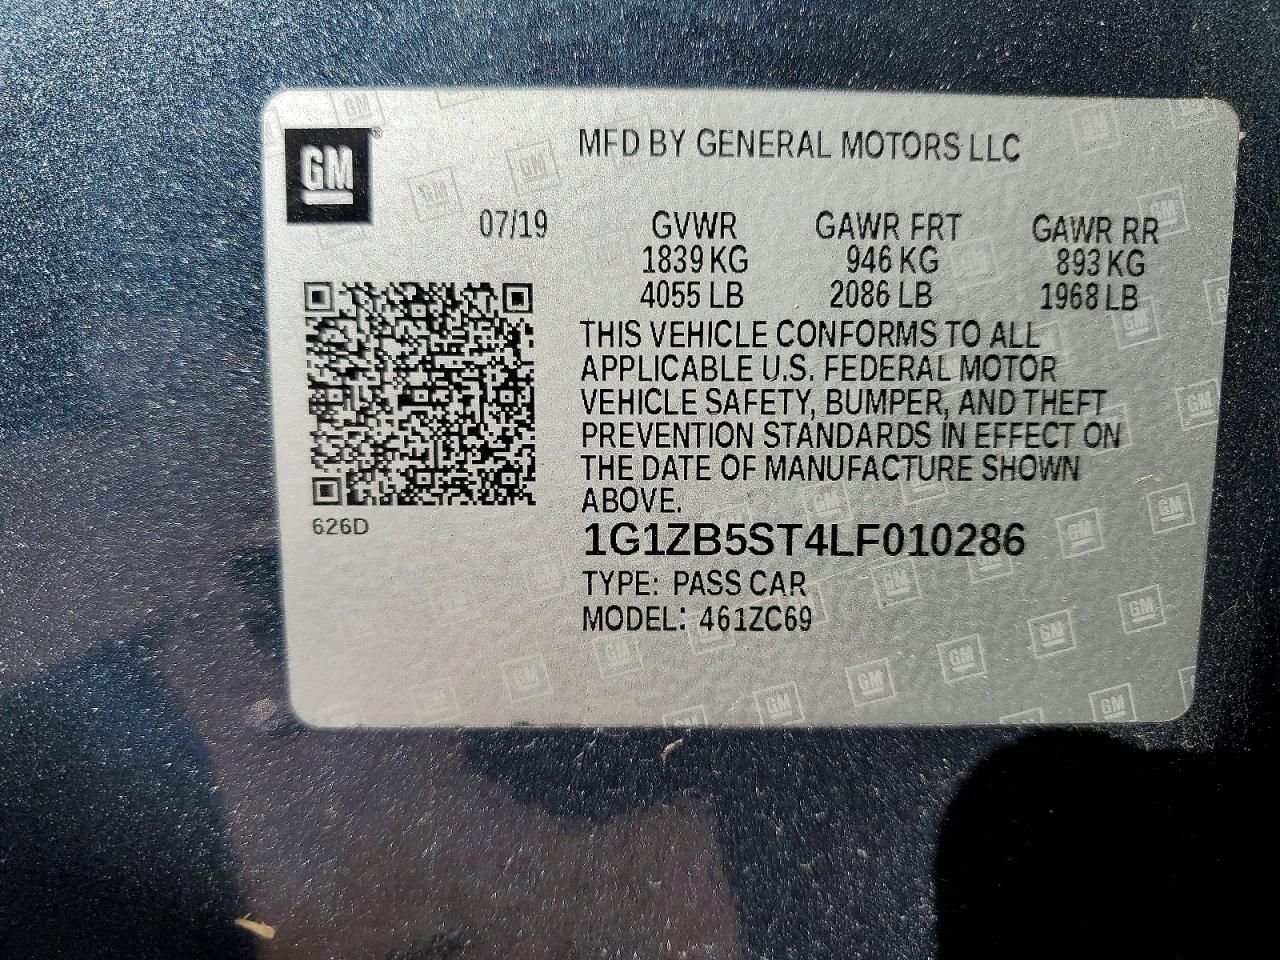 GM
MFD BY GENERAL MOTORS LLC
07/19
GVWR GAWR FRT GAWR RR
1839 KG 946 KG 893 KG
4055 LB 2086 LB 1968 LB
THIS VEHICLE CONFORMS TO ALL
APPLICABLE U.S. FEDERAL MOTOR
VEHICLE SAFETY, BUMPER, AND THEFT
PREVENTION STANDARDS IN EFFECT ON
THE DATE OF MANUFACTURE SHOWN
ABOVE.
626D
1G1ZB5ST4LF010286
TYPE: PASS CAR
MODEL: 461ZC69